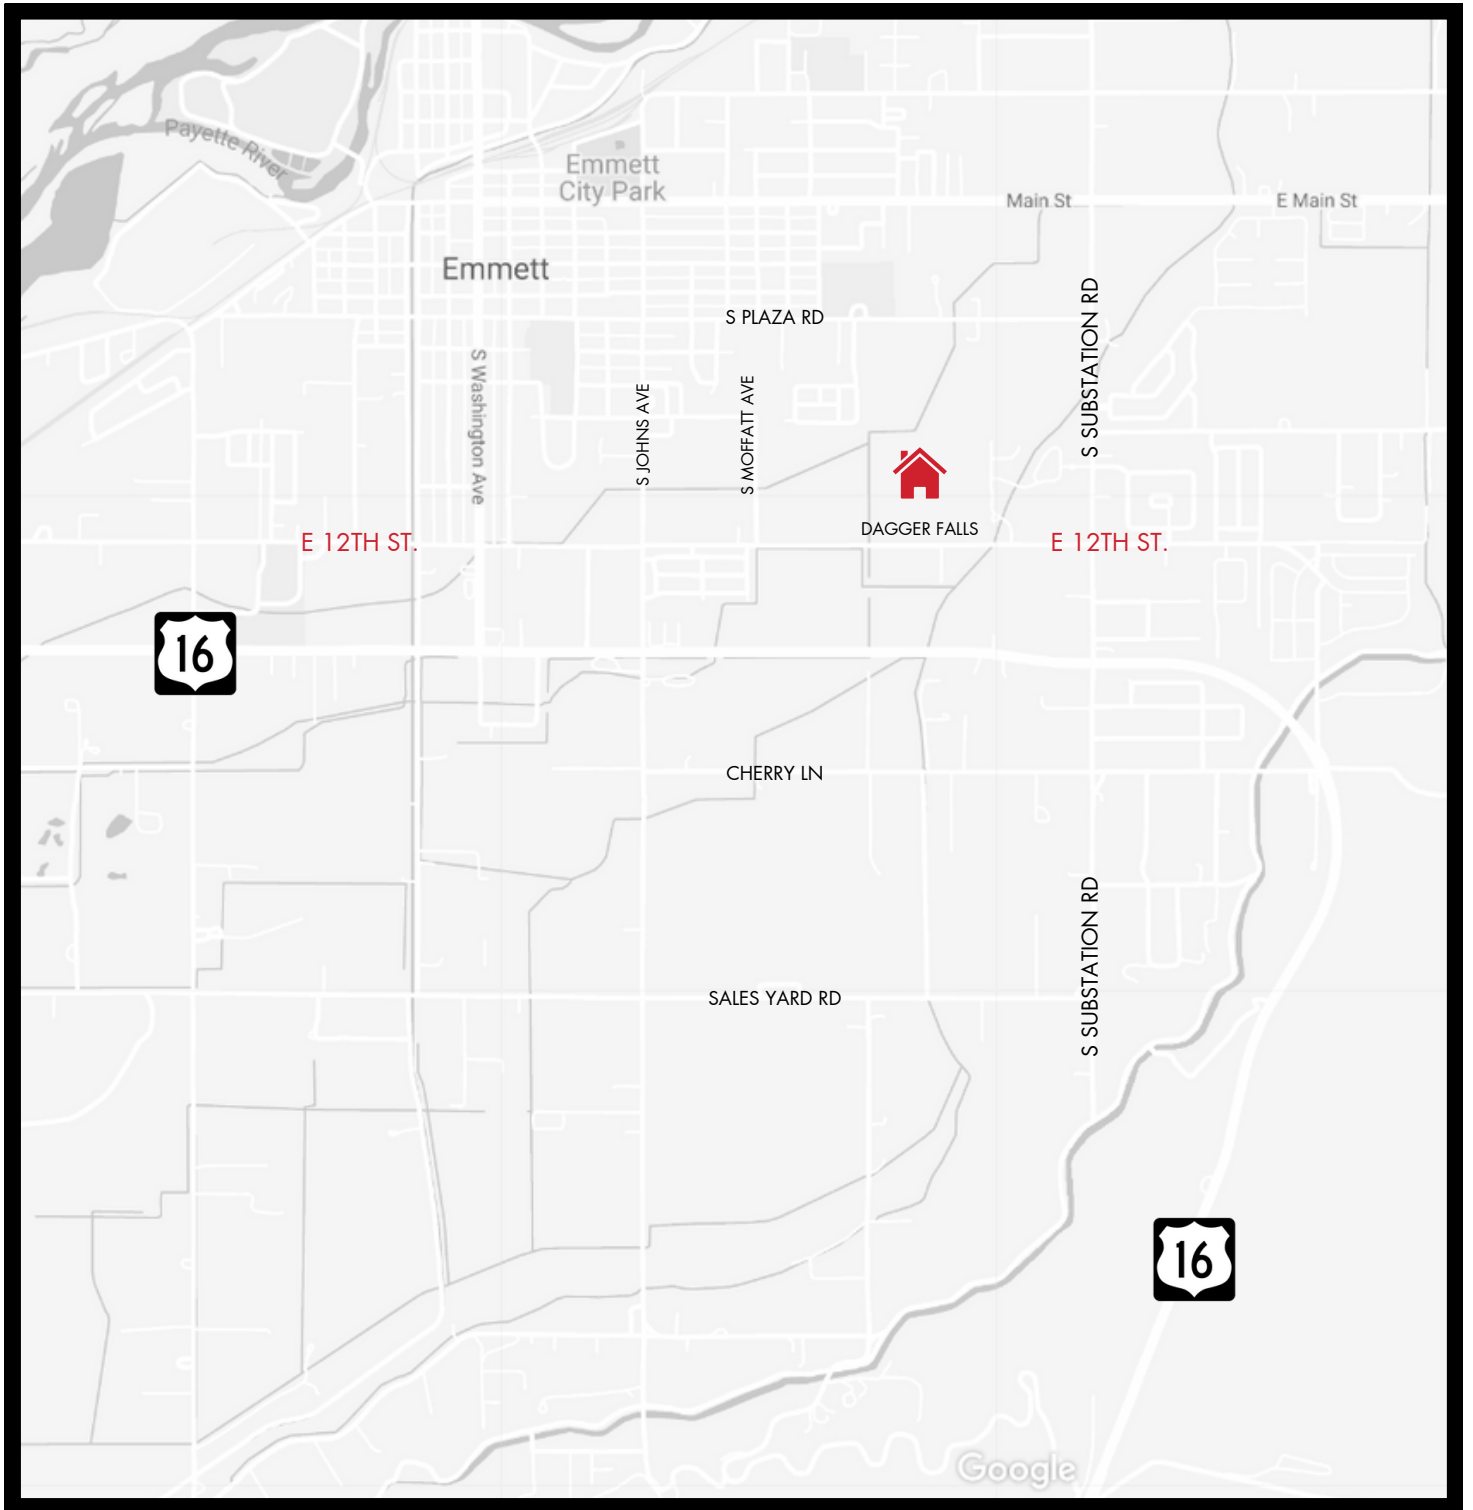 Payette River
Emmett
City Park
Main St
E Main St
Emmett
S PLAZA RD
S SUBSTATION RD
S Washington Ave
S JOHNS AVE
S MOFFATT AVE
DAGGER FALLS
E 12TH ST.
E 12TH ST.
16
CHERRY LN
SALES YARD RD
S SUBSTATION RD
16
Google